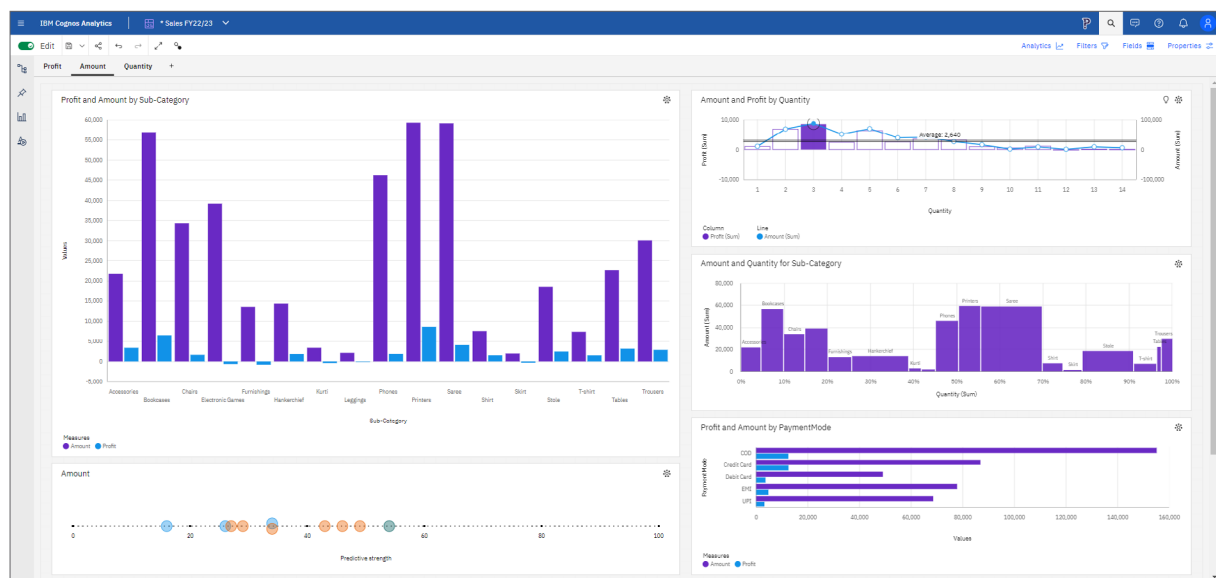 IBM Cognos Analytics
* Sales FY22/23
Edit
Analytics
Filters
Fields
Properties
Profit
Amount
Quantity
+
Profit and Amount by Sub-Category
60,000
55,000
50,000
45,000
40,000
35,000
30,000
25,000
20,000
15,000
10,000
5,000
0
-5,000
Values
Accessories
Bookcases
Chairs
Electronic Games
Furnishings
Hankerchief
Kurti
Leggings
Phones
Printers
Saree
Shirt
Skirt
Stole
T-shirt
Tables
Trousers
Sub-Category
Measures
Amount Profit
Amount
0 20 40 60 80 100
Predictive strength
Amount and Profit by Quantity
10,000
0
-10,000
Profit (Sum)
Average: 2,640
100,000
0
-100,000
Amount (Sum)
1 2 3 4 5 6 7 8 9 10 11 12 13 14
Quantity
Column
Profit (Sum)
Line
Amount (Sum)
Amount and Quantity for Sub-Category
80,000
60,000
40,000
20,000
0
Amount (Sum)
Accessories
Bookcases
Chairs
Furnishings
Hankerchief
Kurti
Phones
Printers
Saree
Shirt
Skirt
Stole
T-shirt
Tables
Trousers
0% 10% 20% 30% 40% 50% 60% 70% 80% 90% 100%
Quantity (Sum)
Profit and Amount by PaymentMode
PaymentMode
COD
Credit Card
Debit Card
EMI
UPI
0 20,000 40,000 60,000 80,000 100,000 120,000 140,000 160,000
Values
Measures
Amount Profit